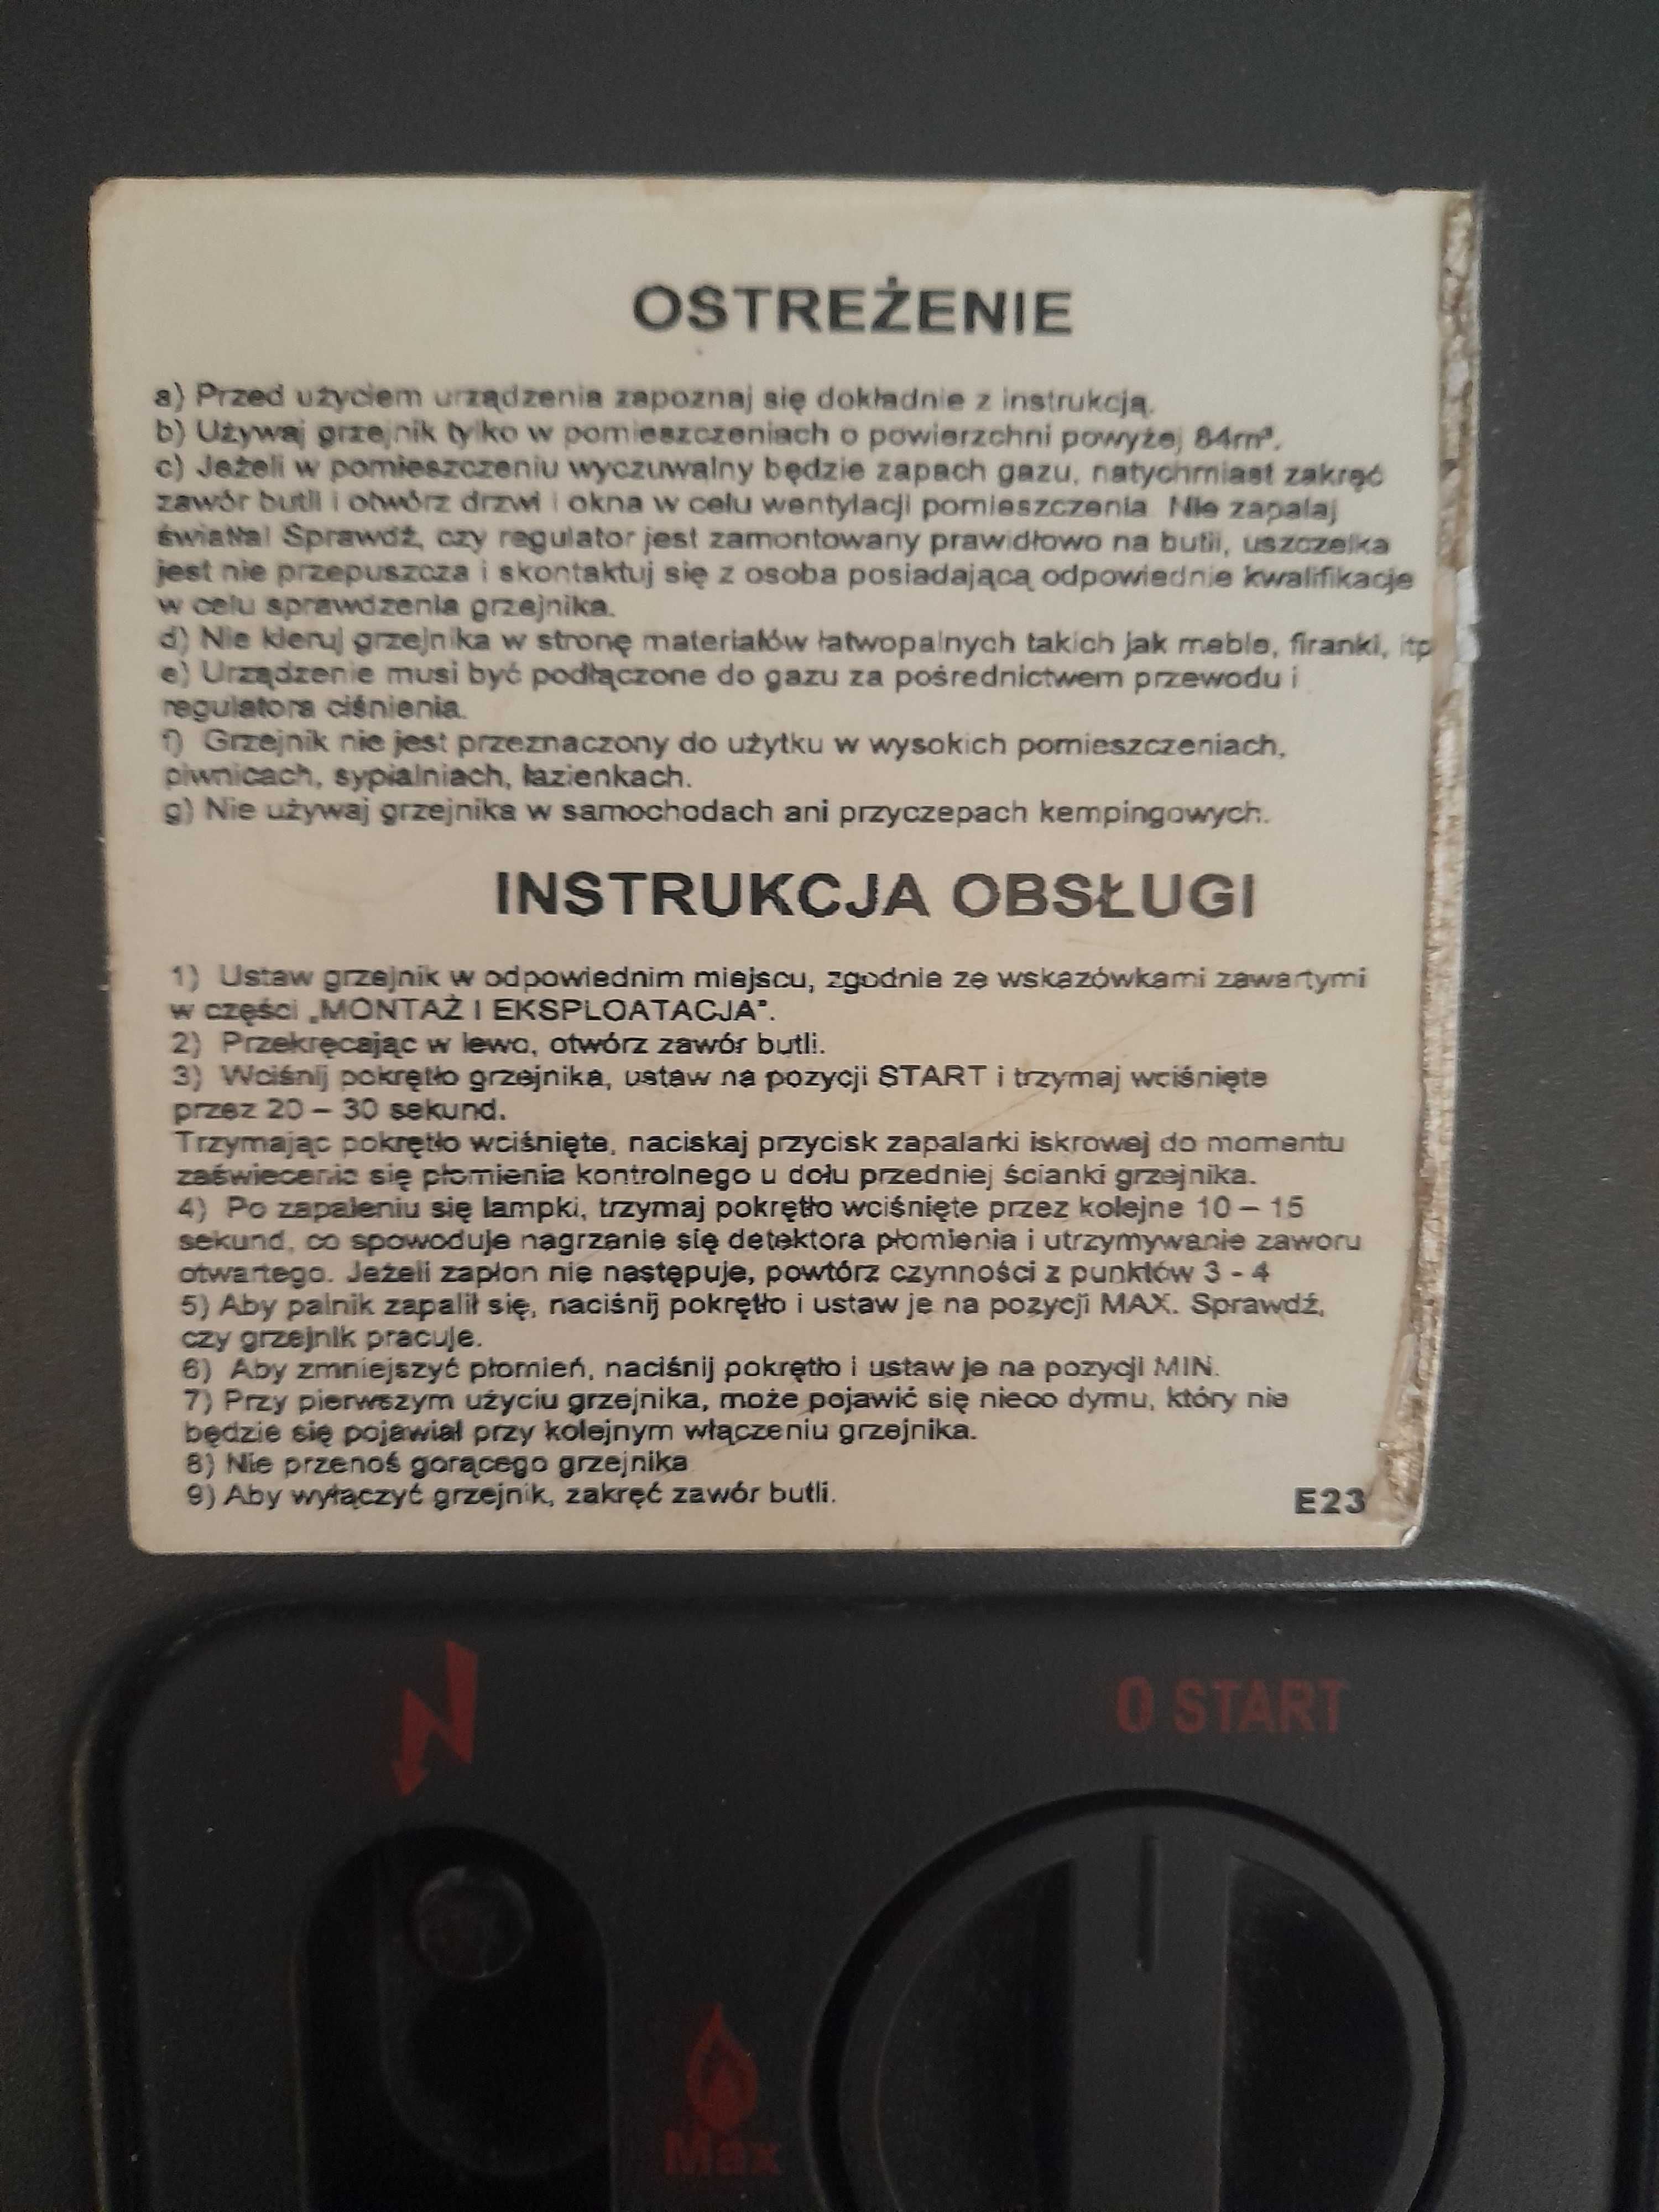 OSTREŻENIE
a) Przed użyciem urządzenia zapoznaj się dokładnie z instrukcją.
b) Używaj grzejnik tylko w pomieszczeniach o powierzchni powyżej 84m³.
c) Jeżeli w pomieszczeniu wyczuwalny będzie zapach gazu, natychmiast zakręć
zawór butli i otwórz drzwi i okna w celu wentylacji pomieszczenia. Nie zapalaj
światła! Sprawdź, czy regulator jest zamontowany prawidłowo na butli, uszczelka
jest nie przepuszcza i skontaktuj się z osoba posiadającą odpowiednie kwalifikacje
w celu sprawdzenia grzejnika.
d) Nie kieruj grzejnika w stronę materiałów łatwopalnych takich jak meble, firanki, itp
e) Urządzenie musi być podłączone do gazu za pośrednictwem przewodu i
regulatora ciśnienia.
f) Grzejnik nie jest przeznaczony do użytku w wysokich pomieszczeniach,
piwnicach, sypialniach, łazienkach.
g) Nie używaj grzejnika w samochodach ani przyczepach kempingowych.
INSTRUKCJA OBSŁUGI
1) Ustaw grzejnik w odpowiednim miejscu, zgodnie ze wskazówkami zawartymi
w części „MONTAŻ I EKSPLOATACJA”.
2) Przekręcając w lewo, otwórz zawór butli.
3) Wciśnij pokrętło grzejnika, ustaw na pozycji START i trzymaj wciśnięte
przez 20 – 30 sekund.
Trzymając pokrętło wciśnięte, naciskaj przycisk zapalarki iskrowej do momentu
zaświecenia się płomienia kontrolnego u dołu przedniej ścianki grzejnika.
4) Po zapaleniu się lampki, trzymaj pokrętło wciśnięte przez kolejne 10 – 15
sekund, co spowoduje nagrzanie się detektora płomienia i utrzymywanie zaworu
otwartego. Jeżeli zapłon nie następuje, powtórz czynności z punktów 3 - 4
5) Aby palnik zapalił się, naciśnij pokrętło i ustaw je na pozycji MAX. Sprawdź,
czy grzejnik pracuje.
6) Aby zmniejszyć płomień, naciśnij pokrętło i ustaw je na pozycji MIN.
7) Przy pierwszym użyciu grzejnika, może pojawić się nieco dymu, który nie
będzie się pojawiał przy kolejnym włączeniu grzejnika.
8) Nie przenoś gorącego grzejnika
9) Aby wyłączyć grzejnik, zakręć zawór butli.
E23
0 START
Max